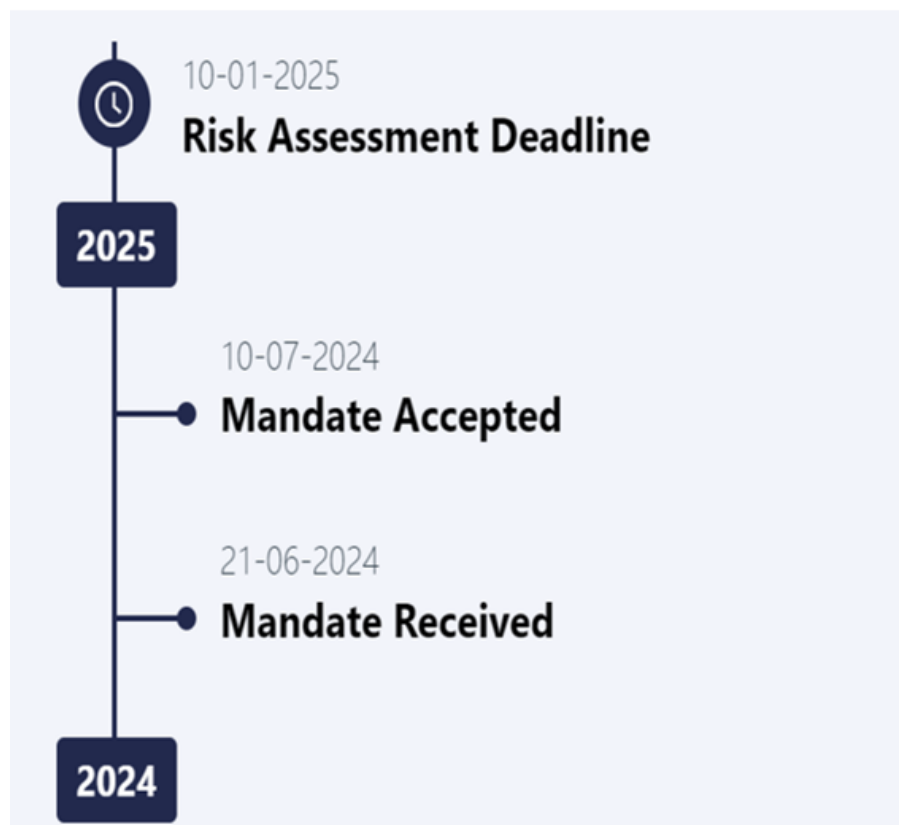 10-01-2025
Risk Assessment Deadline
2025
10-07-2024
Mandate Accepted
21-06-2024
Mandate Received
2024